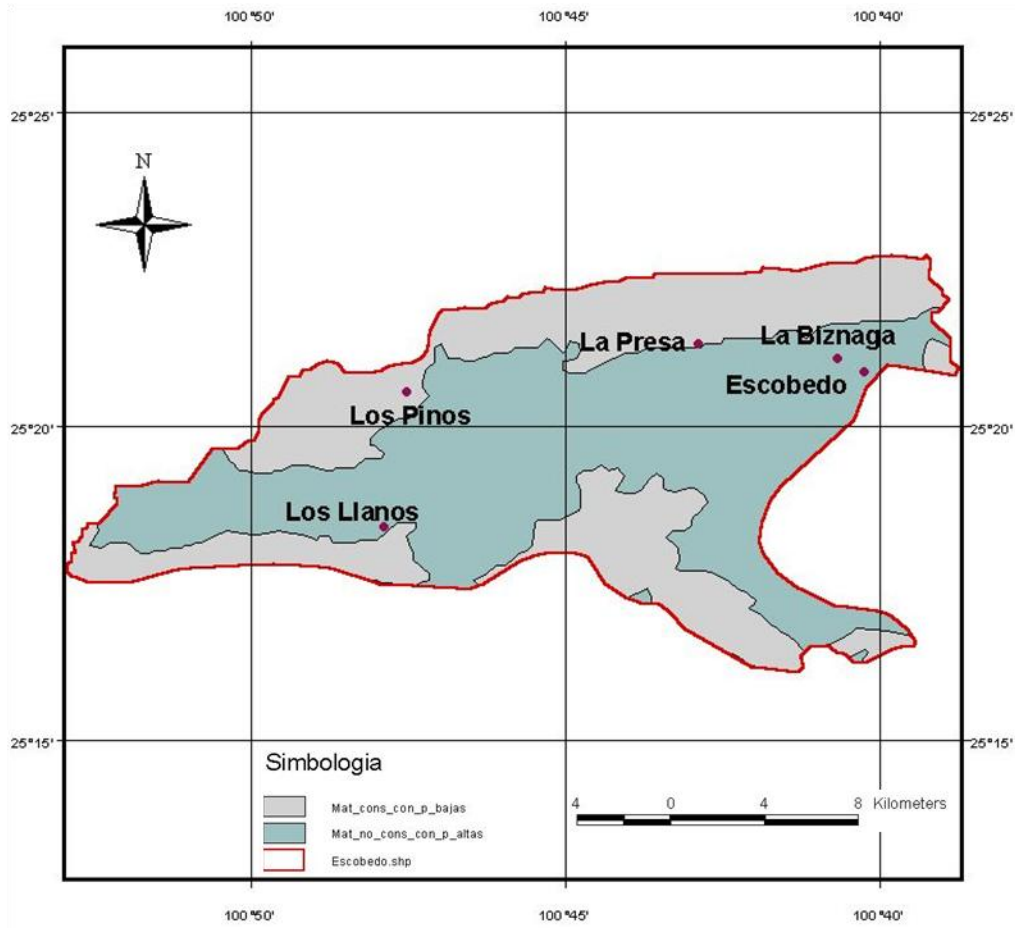 100°50' 100°45' 100°40'
25°25' 25°25'
N
La Presa La Biznaga
Escobedo
Los Pinos
25°20' 25°20'
Los Llanos
25°15' 25°15'
Simbologia
Mat_cons_con_p_bajas
Mat_no_cons_con_p_altas
Escobedo.shp
4 0 4 8 Kilometers
100°50' 100°45' 100°40'